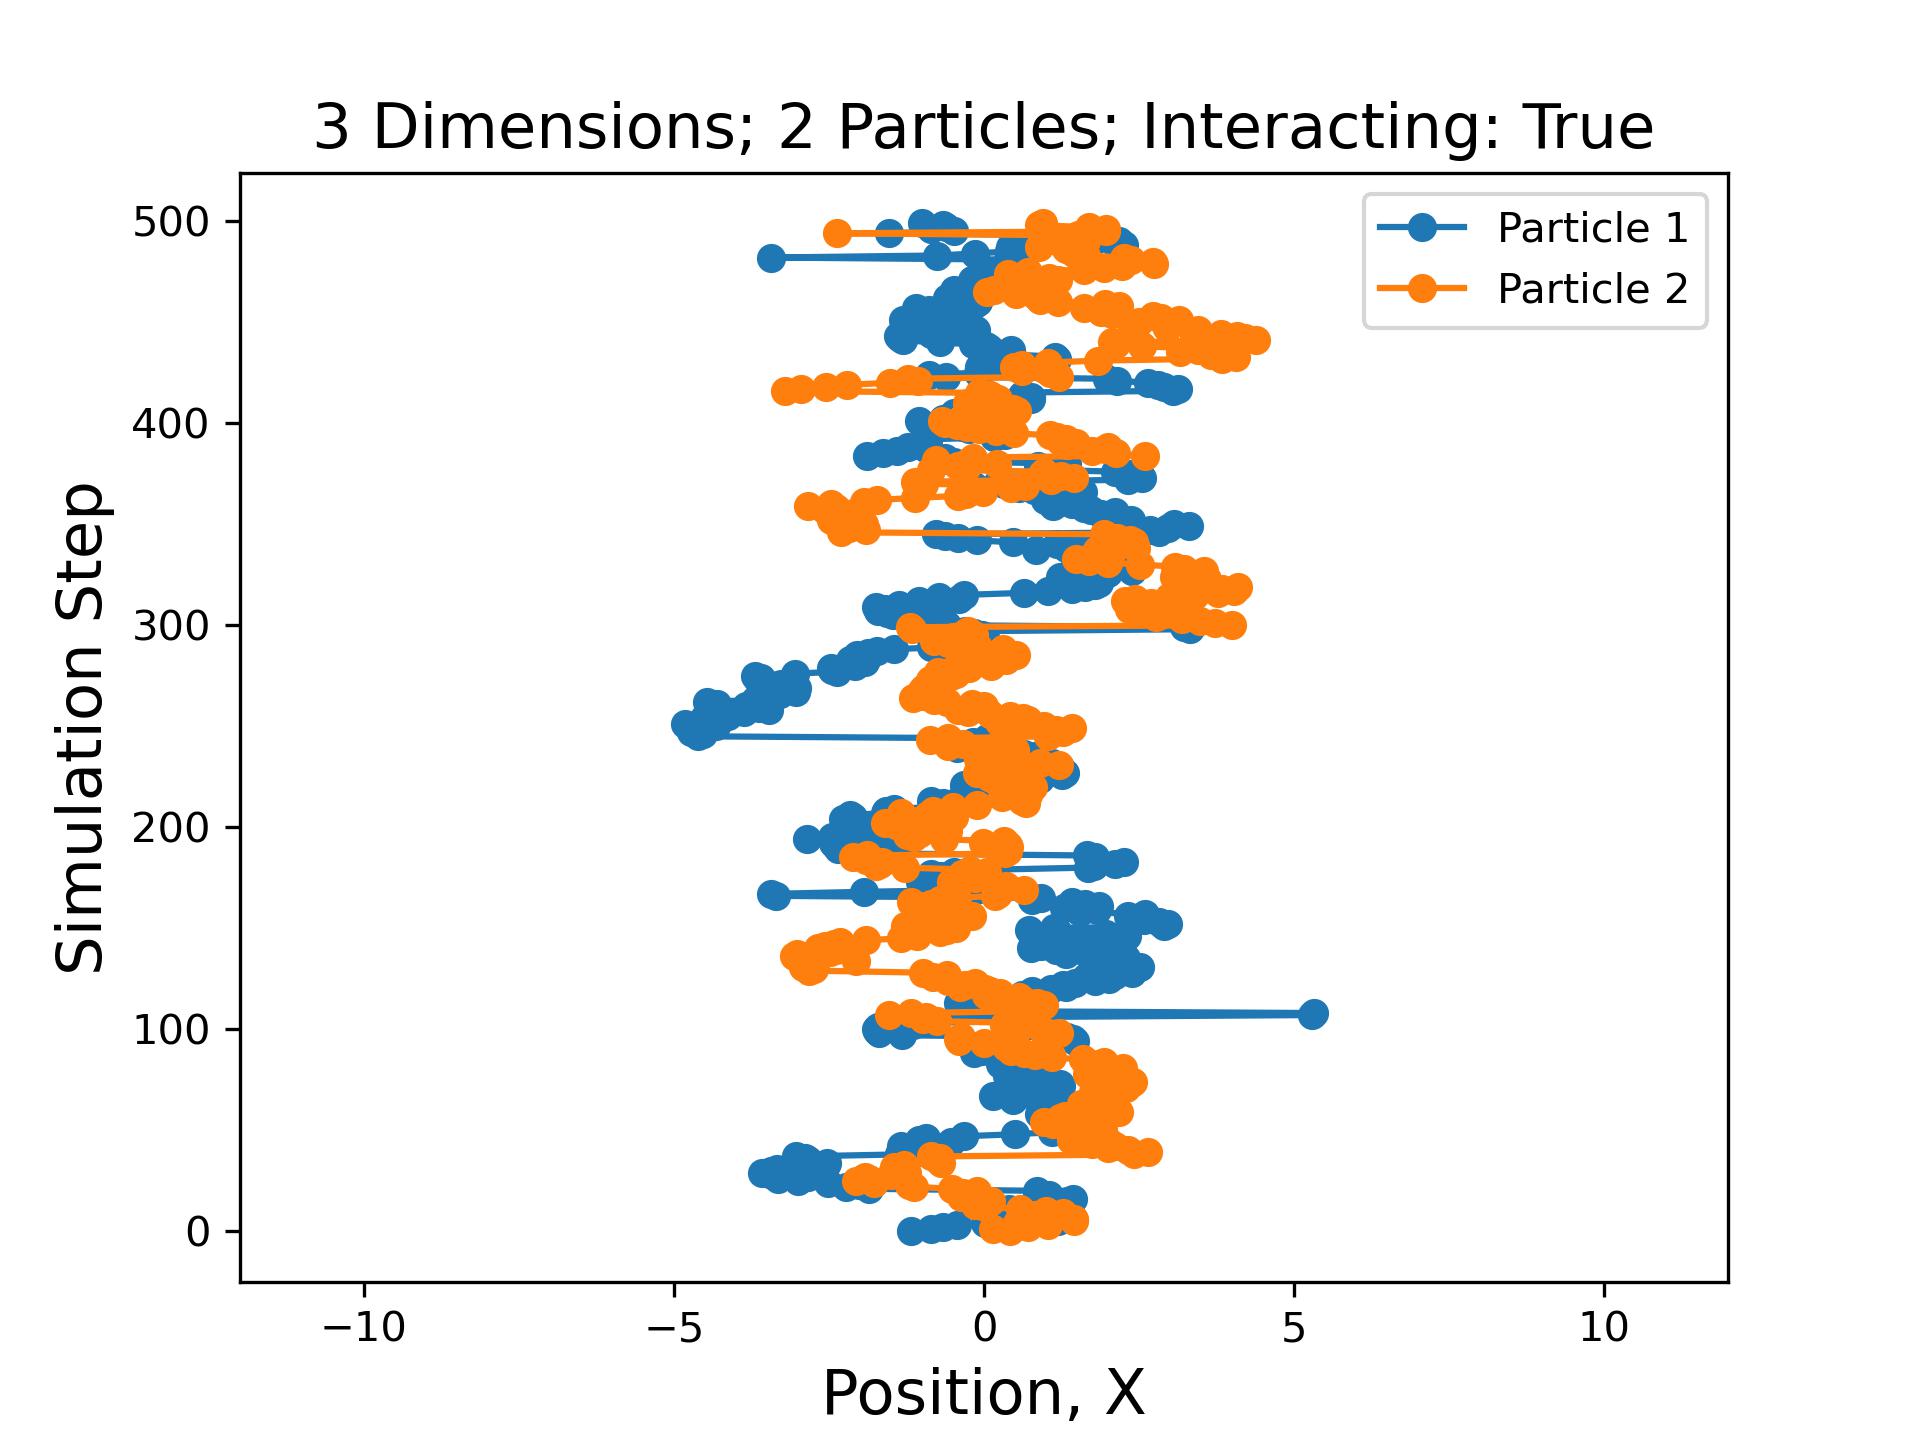 3 Dimensions; 2 Particles; Interacting: True
Particle 1
Particle 2
Simulation Step
500
400
300
200
100
0
−10
−5
0
5
10
Position, X